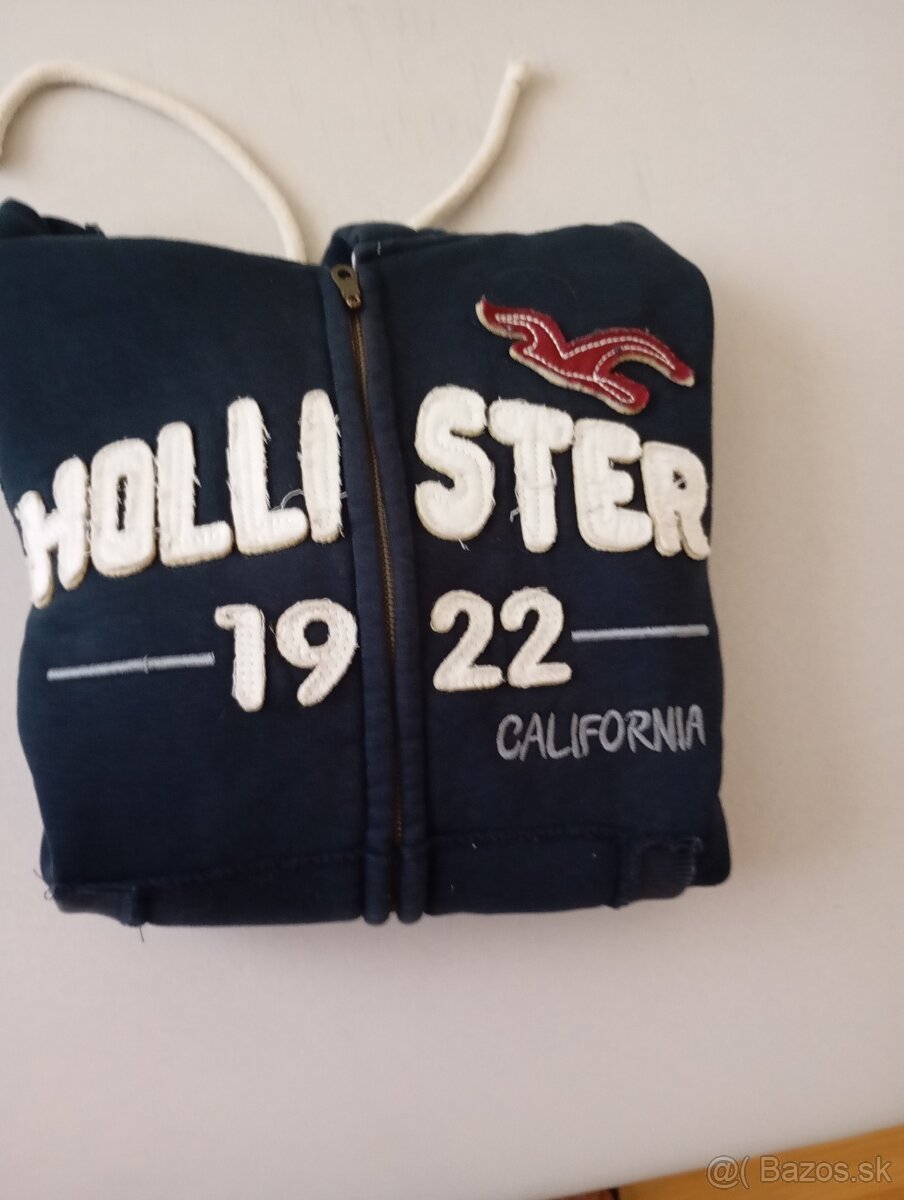 HOLLISTER
1922
CALIFORNIA
@( Bazos.sk